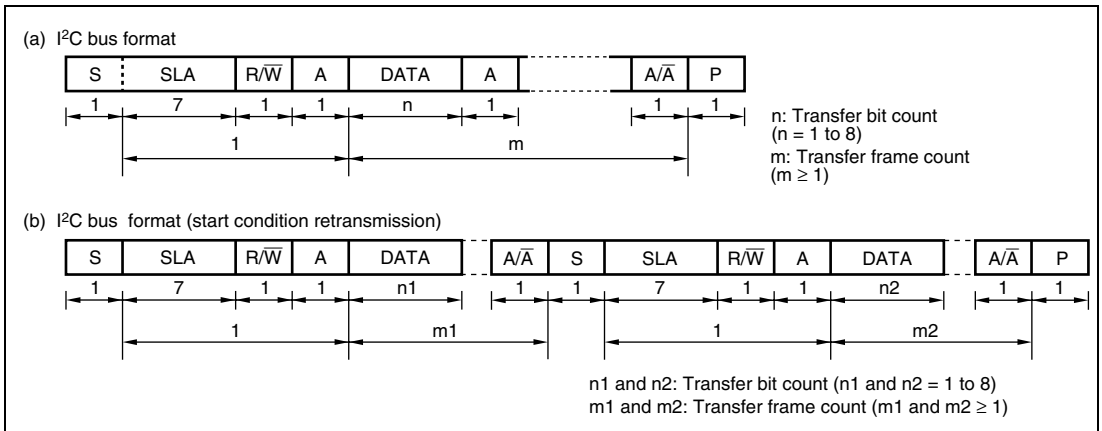 (a) I²C bus format
S SLA R/W̅ A DATA A A/A̅ P
1 7 1 1 n 1 1 1
1 m
n: Transfer bit count
(n = 1 to 8)
m: Transfer frame count
(m ≥ 1)
(b) I²C bus format (start condition retransmission)
S SLA R/W̅ A DATA A/A̅ S SLA R/W̅ A DATA A/A̅ P
1 7 1 1 n1 1 1 7 1 1 n2 1 1
1 m1 1 m2
n1 and n2: Transfer bit count (n1 and n2 = 1 to 8)
m1 and m2: Transfer frame count (m1 and m2 ≥ 1)